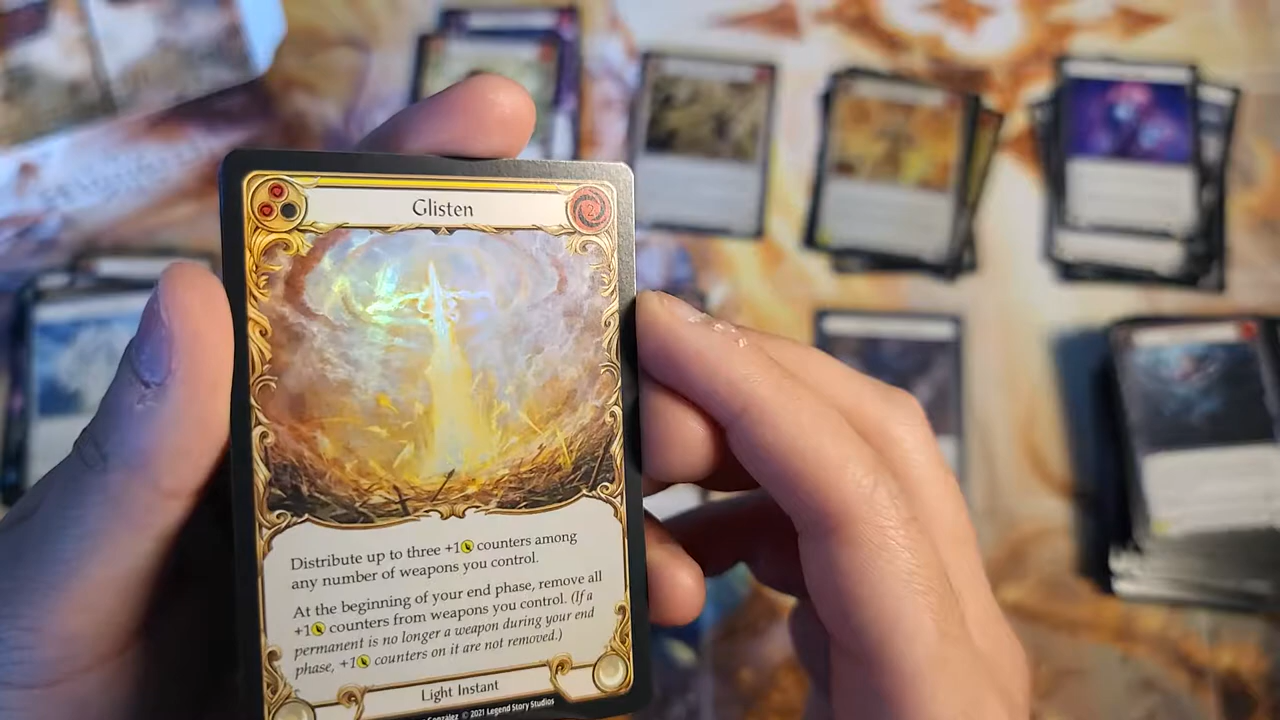 Glisten
2
Distribute up to three +1 counters among
any number of weapons you control.
At the beginning of your end phase, remove all
+1 counters from weapons you control. (If a
permanent is no longer a weapon during your end
phase, +1 counters on it are not removed.)
Light Instant
González © 2021 Legend Story Studios